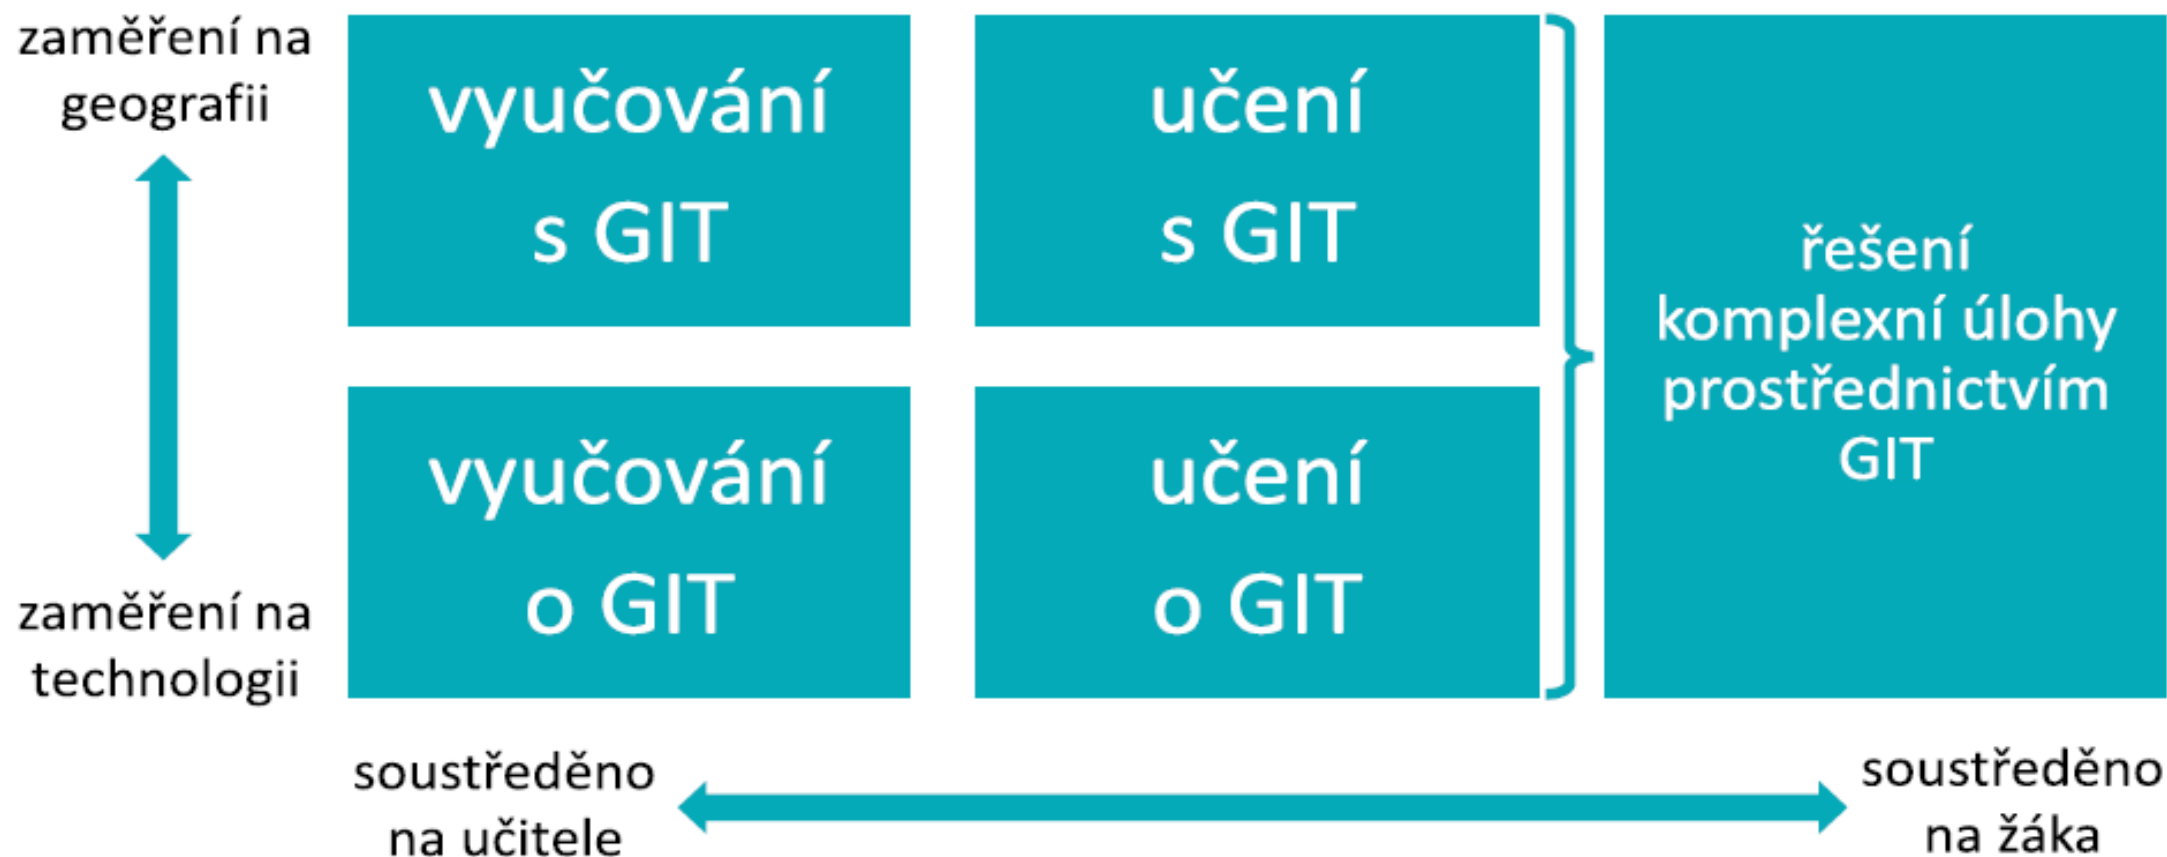 zaměření na
geografii
vyučování
s GIT
učení
s GIT
řešení
komplexní úlohy
prostřednictvím
GIT
vyučování
o GIT
učení
o GIT
zaměření na
technologii
soustředěno
na učitele
soustředěno
na žáka